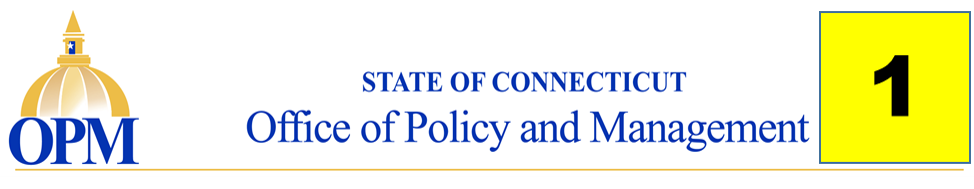 OPM
STATE OF CONNECTICUT
Office of Policy and Management
1